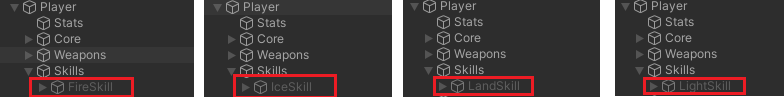 Player
Stats
Core
Weapons
Skills
FireSkill
Player
Stats
Core
Weapons
Skills
IceSkill
Player
Stats
Core
Weapons
Skills
LandSkill
Player
Stats
Core
Weapons
Skills
LightSkill